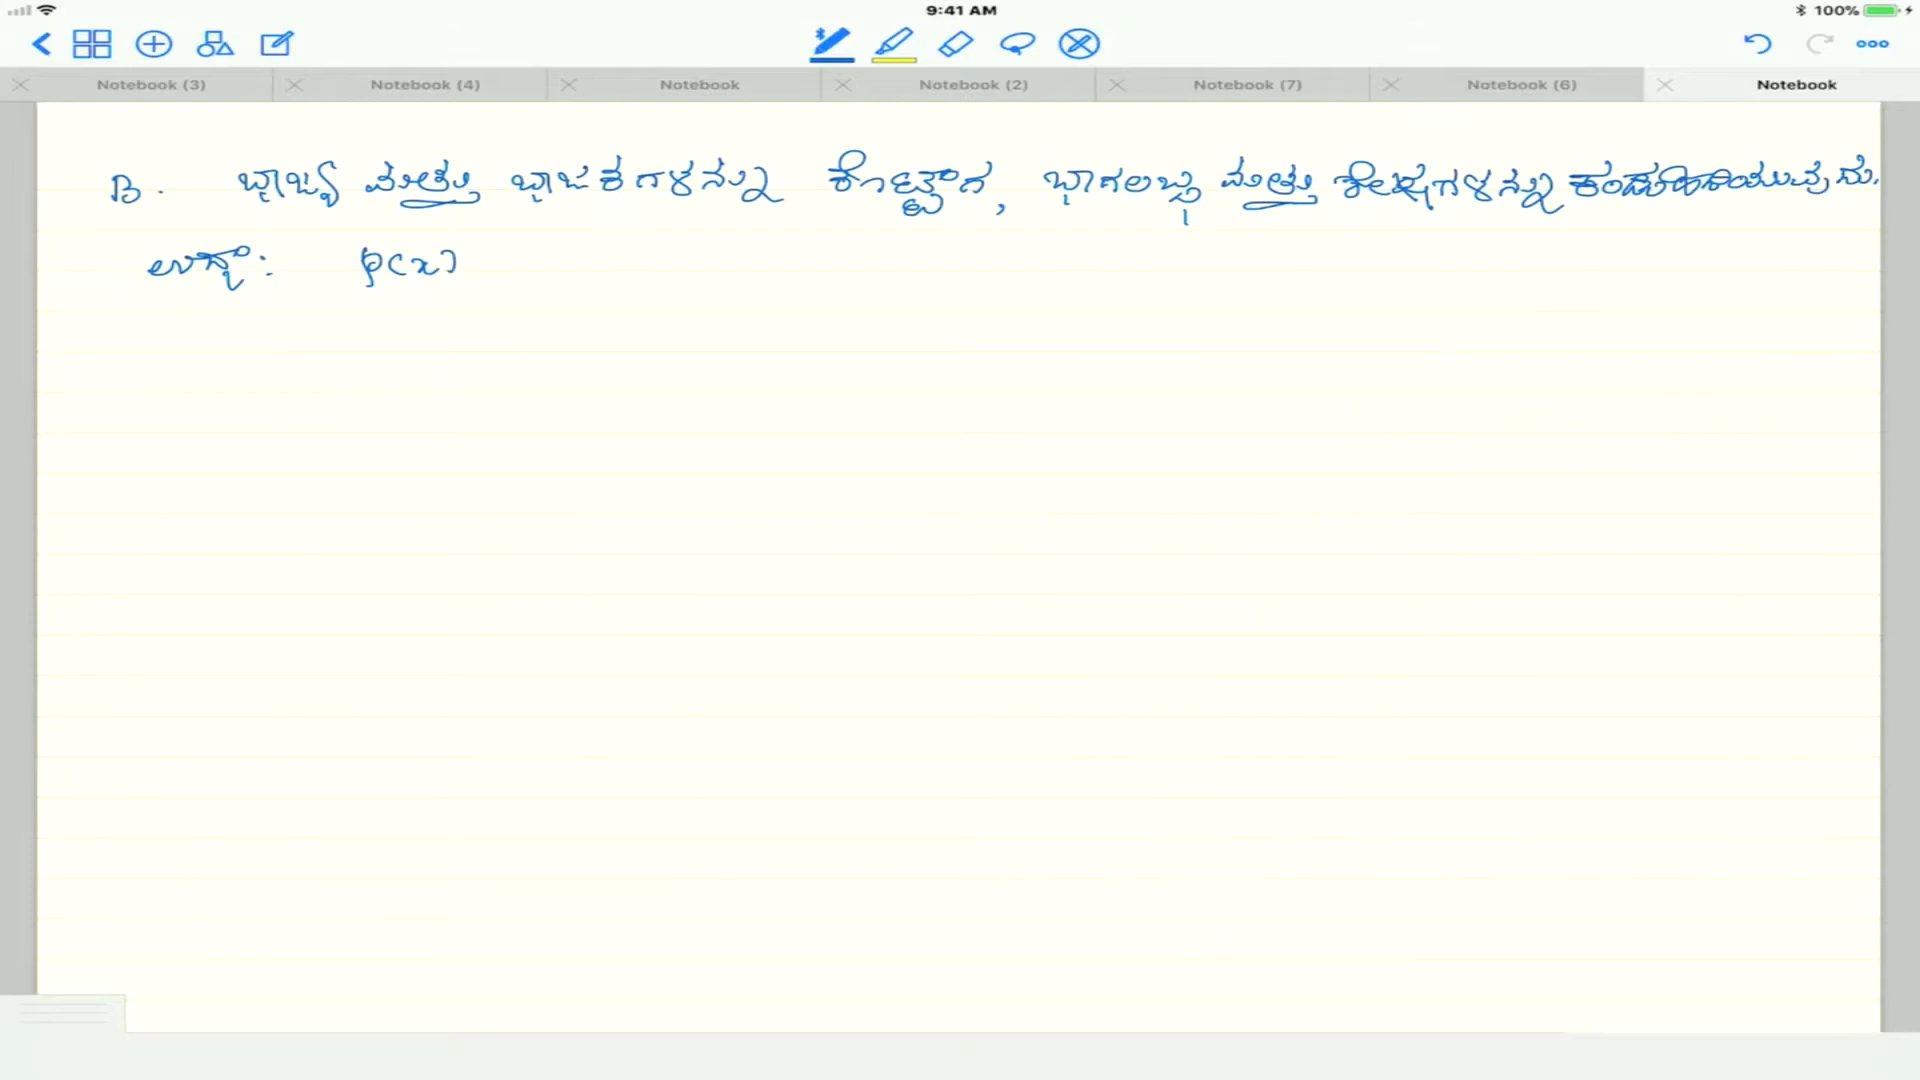 9:41 AM 100%
Notebook (3) Notebook (4) Notebook Notebook (2) Notebook (7) Notebook (6) Notebook
B. ಭಾಜ್ಯ ಮತ್ತು ಭಾಜಕಗಳನ್ನು ಕೊಟ್ಟಾಗ, ಭಾಗಲಬ್ಧ ಮತ್ತು ಶೇಷಗಳನ್ನು ಕಂಡುಹಿಡಿಯುವುದು.
p(x)